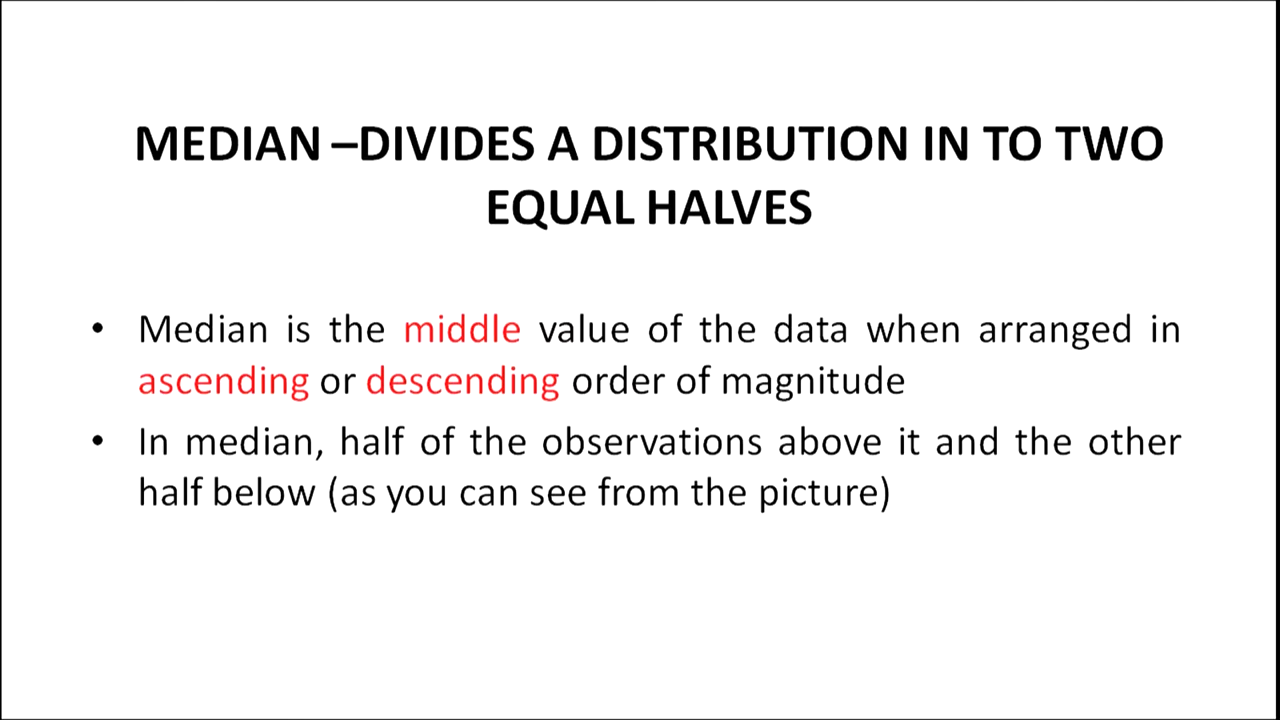 MEDIAN –DIVIDES A DISTRIBUTION IN TO TWO
EQUAL HALVES
• Median is the middle value of the data when arranged in
ascending or descending order of magnitude
• In median, half of the observations above it and the other
half below (as you can see from the picture)